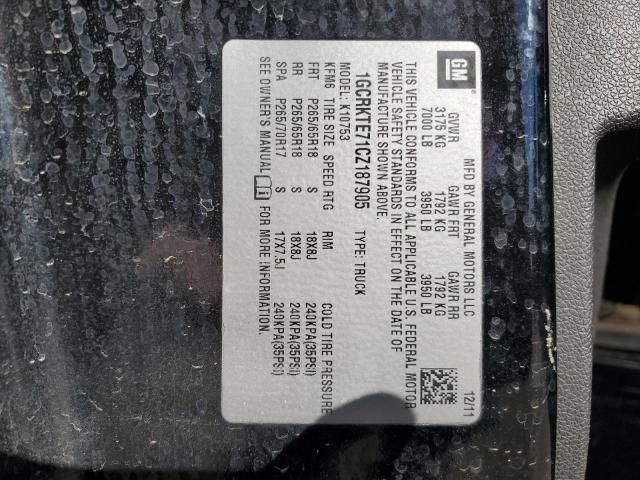 GM
MFD BY GENERAL MOTORS LLC 12/11
GVWR GAWR FRT GAWR RR
3175 KG 1792 KG 1792 KG
7000 LB 3950 LB 3950 LB
THIS VEHICLE CONFORMS TO ALL APPLICABLE U.S. FEDERAL MOTOR
VEHICLE SAFETY STANDARDS IN EFFECT ON THE DATE OF
MANUFACTURE SHOWN ABOVE.
1GCRKTE71CZ187905 TYPE: TRUCK
MODEL: K10753
KFM6 TIRE SIZE SPEED RTG RIM COLD TIRE PRESSURE
FRT P265/65R18 S 18X8J 240KPA(35PSI)
RR P265/65R18 S 18X8J 240KPA(35PSI)
SPA P265/70R17 S 17X7.5J 240KPA(35PSI)
SEE OWNER'S MANUAL FOR MORE INFORMATION.